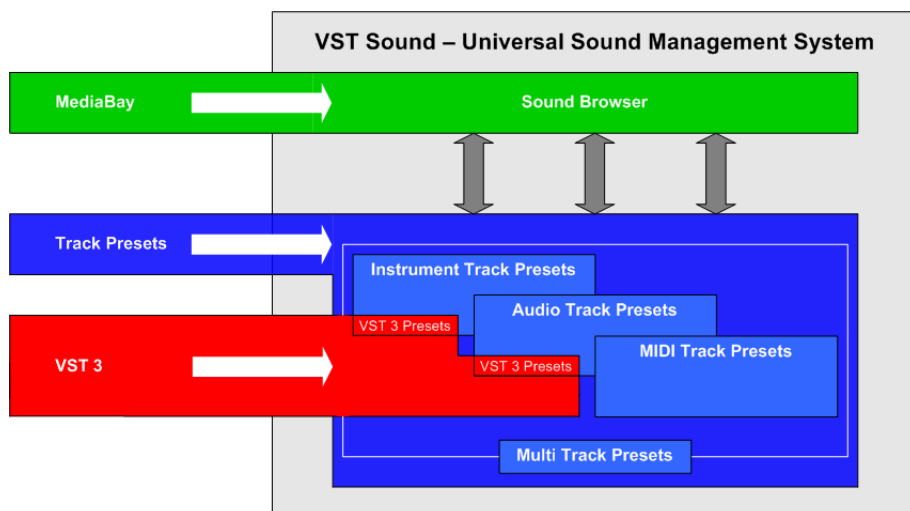 VST Sound – Universal Sound Management System
MediaBay
Sound Browser
Track Presets
Instrument Track Presets
Audio Track Presets
VST 3 Presets
MIDI Track Presets
VST 3
VST 3 Presets
Multi Track Presets